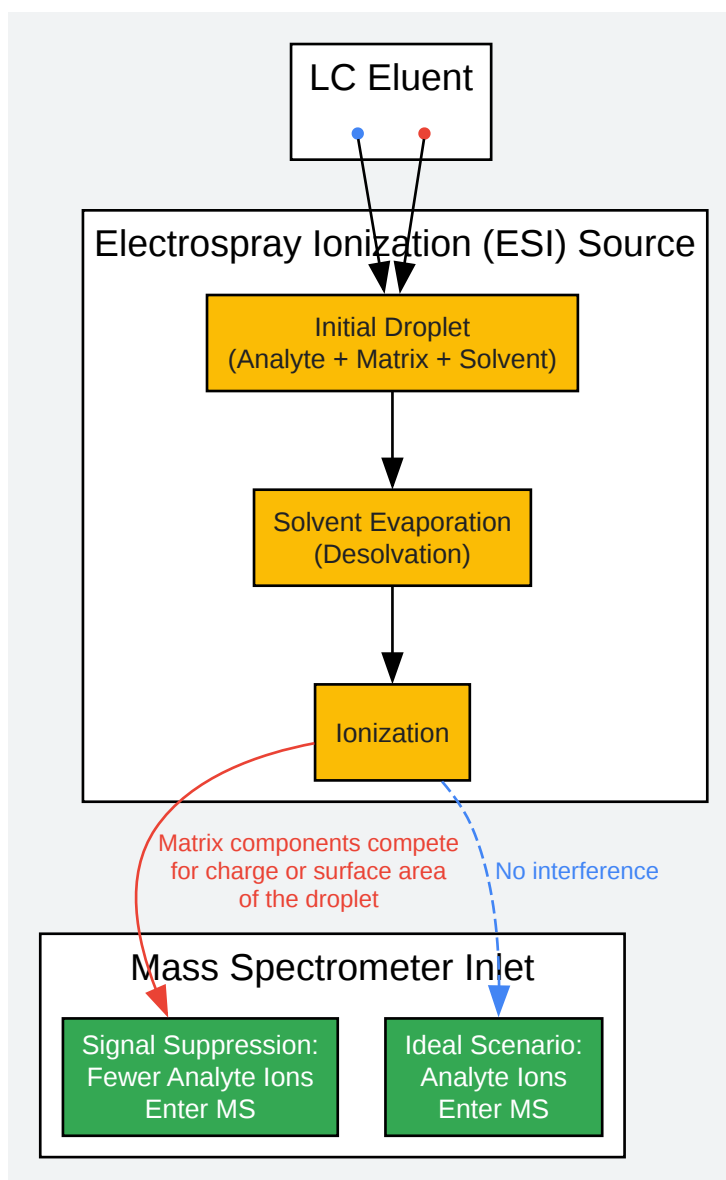 LC Eluent
Electrospray Ionization (ESI) Source
Initial Droplet
(Analyte + Matrix + Solvent)
Solvent Evaporation
(Desolvation)
Ionization
Matrix components compete
for charge or surface area
of the droplet
No interference
Mass Spectrometer Inlet
Signal Suppression:
Fewer Analyte Ions
Enter MS
Ideal Scenario:
Analyte Ions
Enter MS